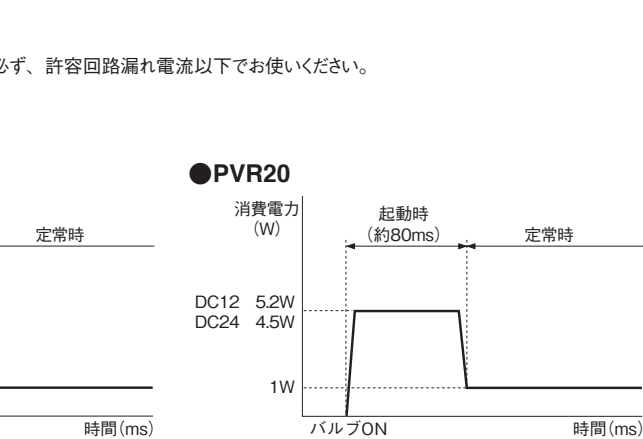 必ず、許容回路漏れ電流以下でお使いください。
定常時
時間(ms)
●PVR20
消費電力
(W)
起動時
(約80ms)
定常時
DC12 5.2W
DC24 4.5W
1W
バルブON
時間(ms)